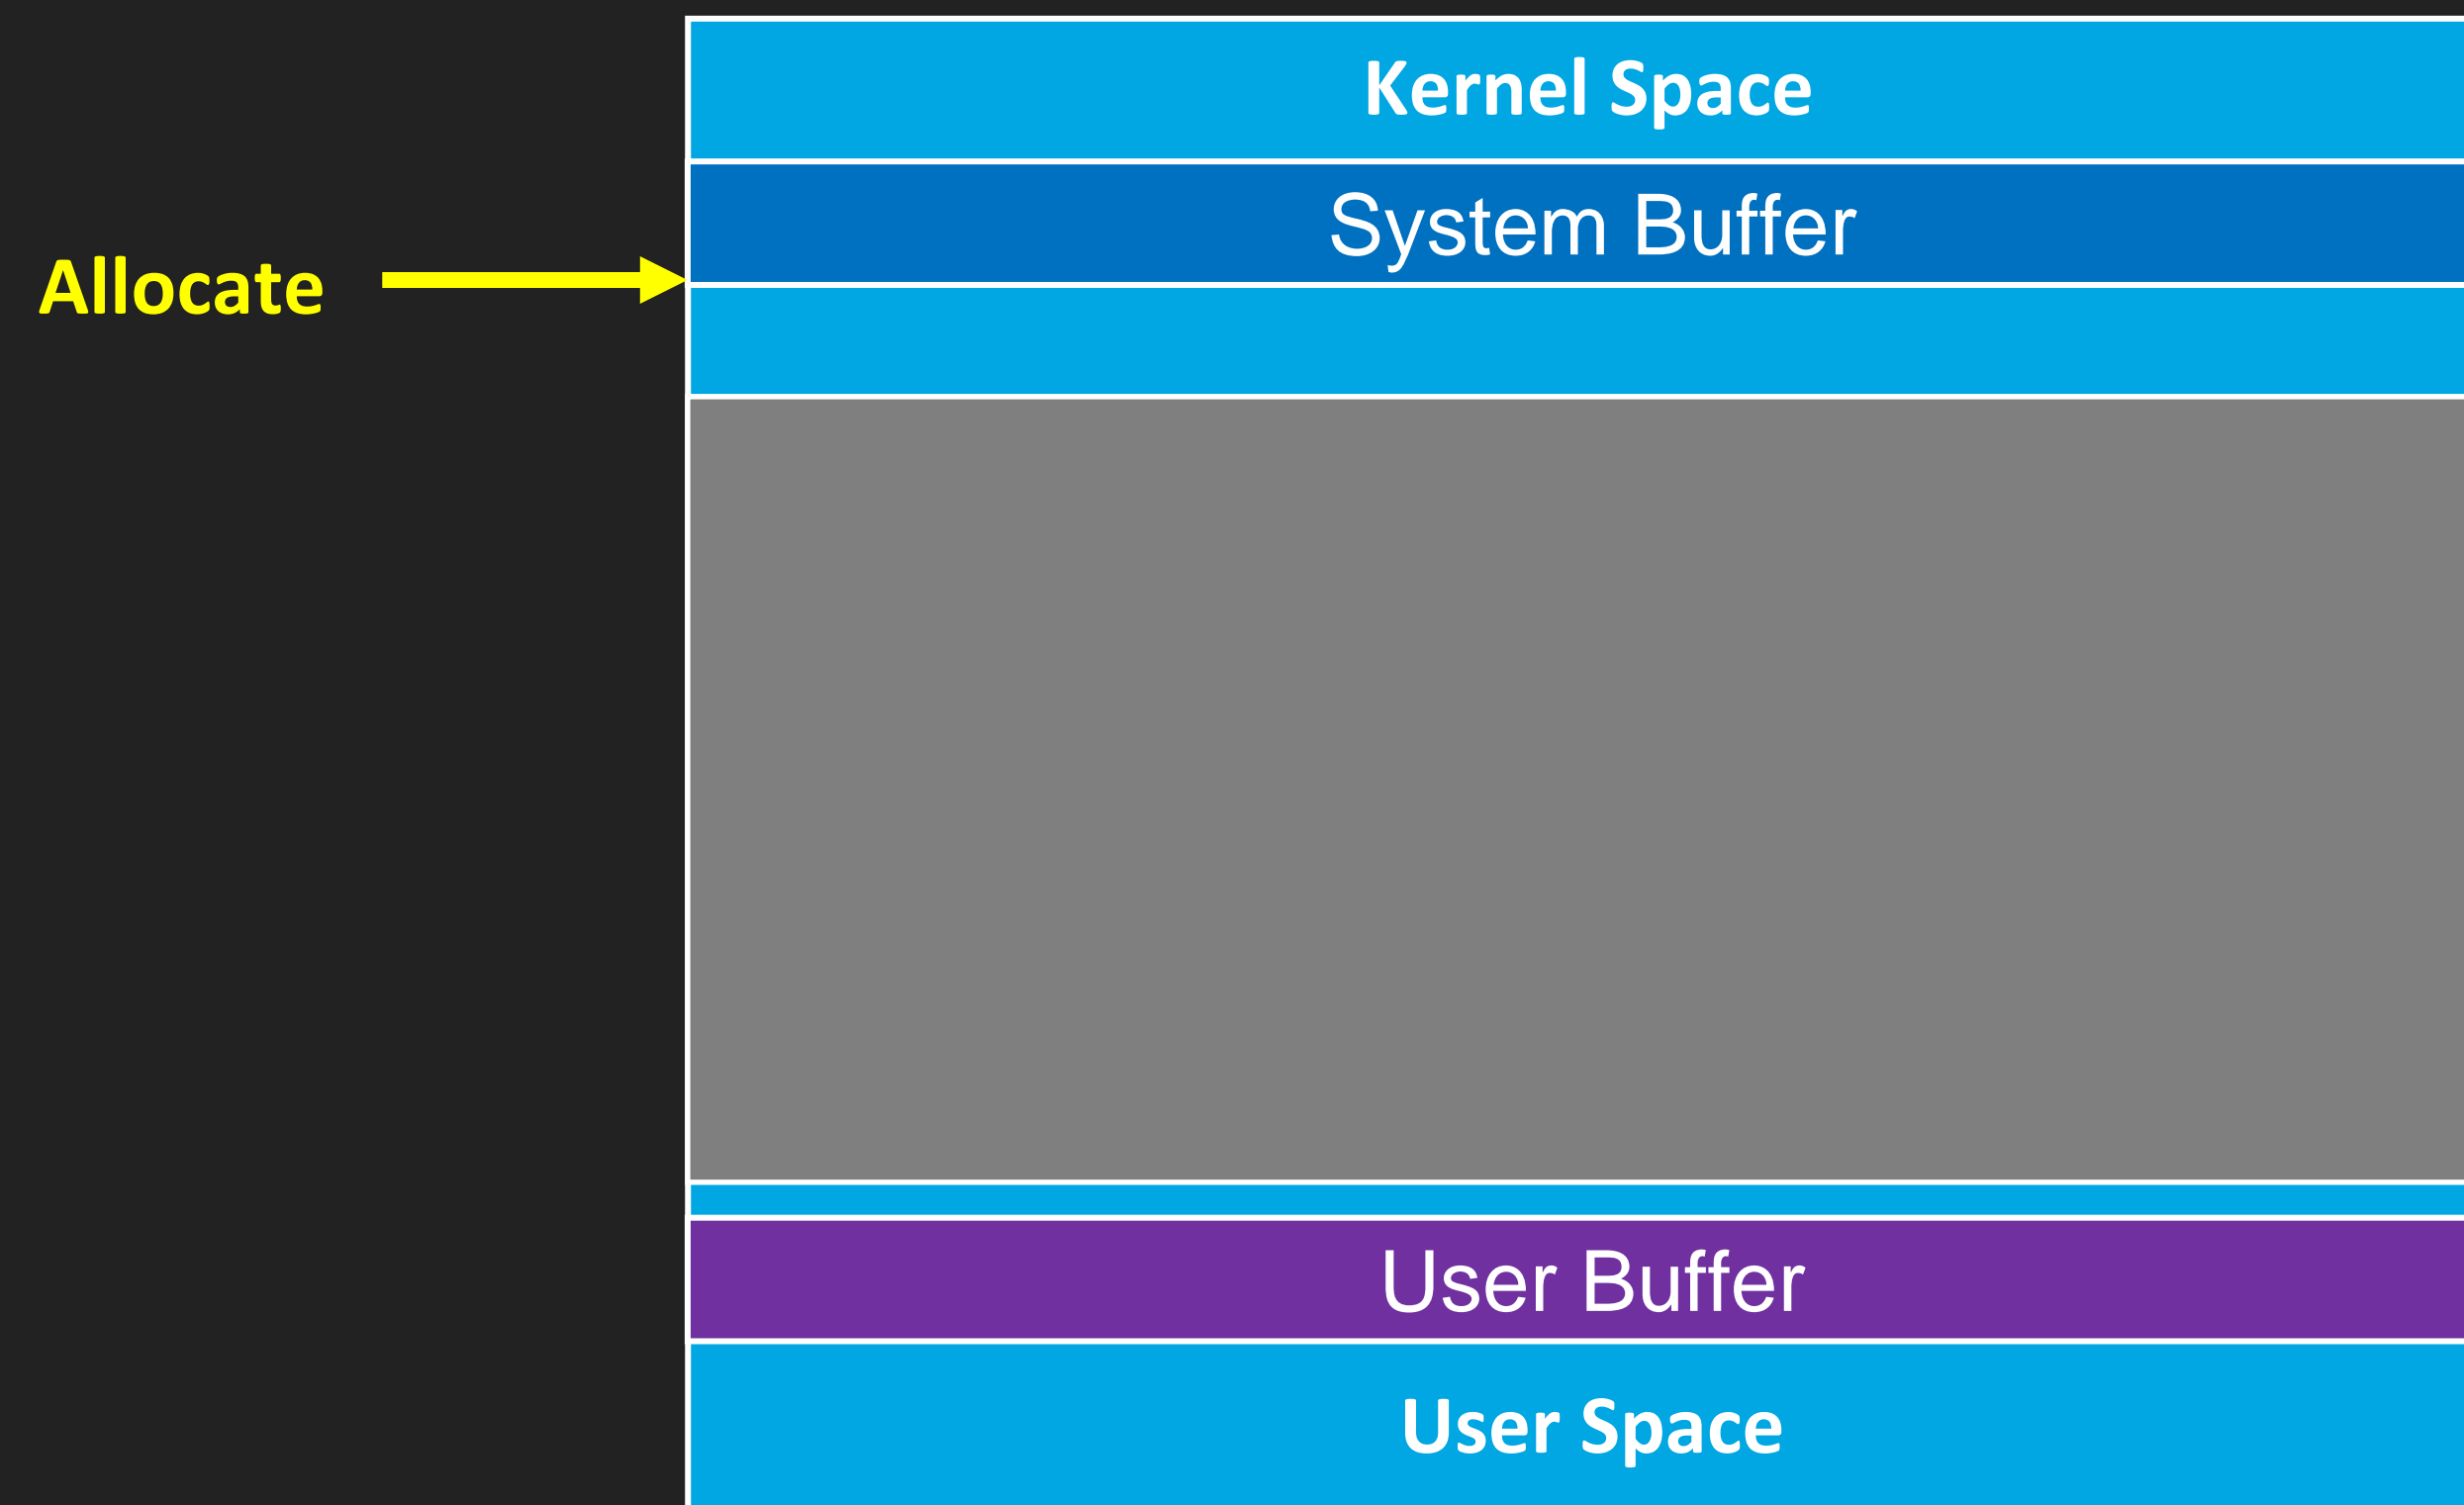 Kernel Space
System Buffer
Allocate
User Buffer
User Space